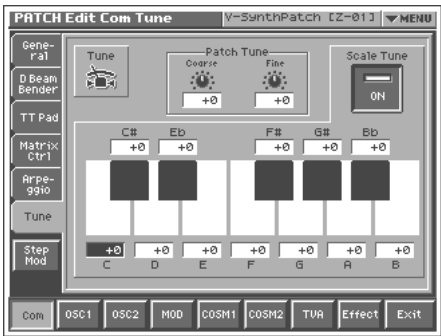 PATCH Edit Com Tune V-SynthPatch [Z-01] ▼MENU
Gene-
ral
D Beam
Bender
TT Pad
Matrix
Ctrl
Arpe-
ggio
Tune
Step
Mod
Tune
Patch Tune
Coarse Fine
+0 +0
Scale Tune
ON
C# Eb F# G# Bb
+0 +0 +0 +0 +0
+0 +0 +0 +0 +0 +0 +0
C D E F G A B
Com OSC1 OSC2 MOD COSM1 COSM2 TVA Effect Exit